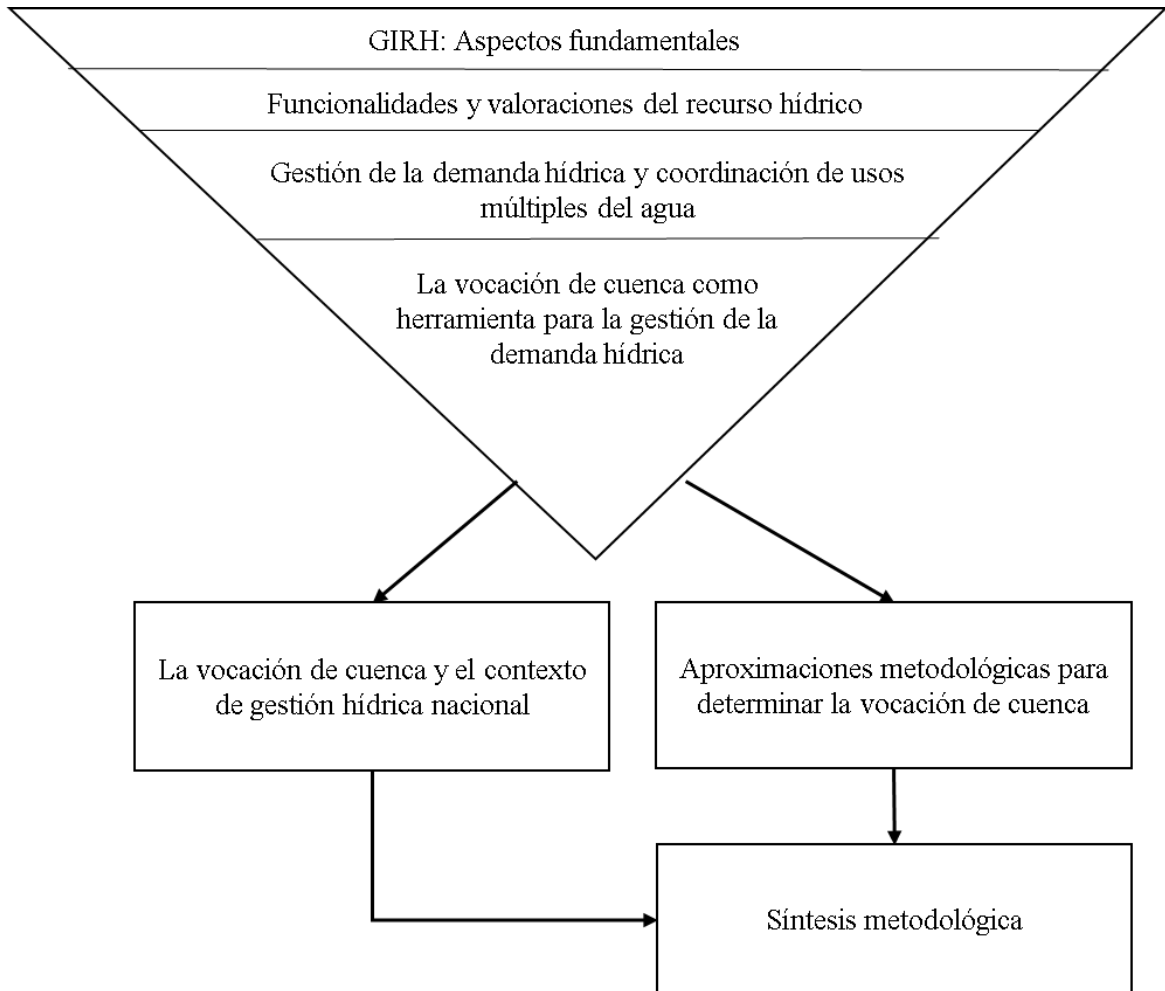 GIRH: Aspectos fundamentales
Funcionalidades y valoraciones del recurso hídrico
Gestión de la demanda hídrica y coordinación de usos
múltiples del agua
La vocación de cuenca como
herramienta para la gestión de la
demanda hídrica
La vocación de cuenca y el contexto
de gestión hídrica nacional
Aproximaciones metodológicas para
determinar la vocación de cuenca
Síntesis metodológica